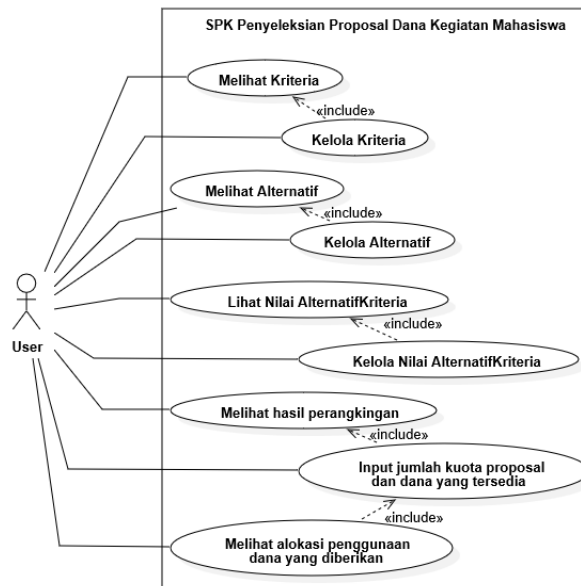 SPK Penyeleksian Proposal Dana Kegiatan Mahasiswa
Melihat Kriteria
«include»
Kelola Kriteria
Melihat Alternatif
«include»
Kelola Alternatif
Lihat Nilai AlternatifKriteria
«include»
User
Kelola Nilai AlternatifKriteria
Melihat hasil perangkingan
«include»
Input jumlah kuota proposal
dan dana yang tersedia
«include»
Melihat alokasi penggunaan
dana yang diberikan